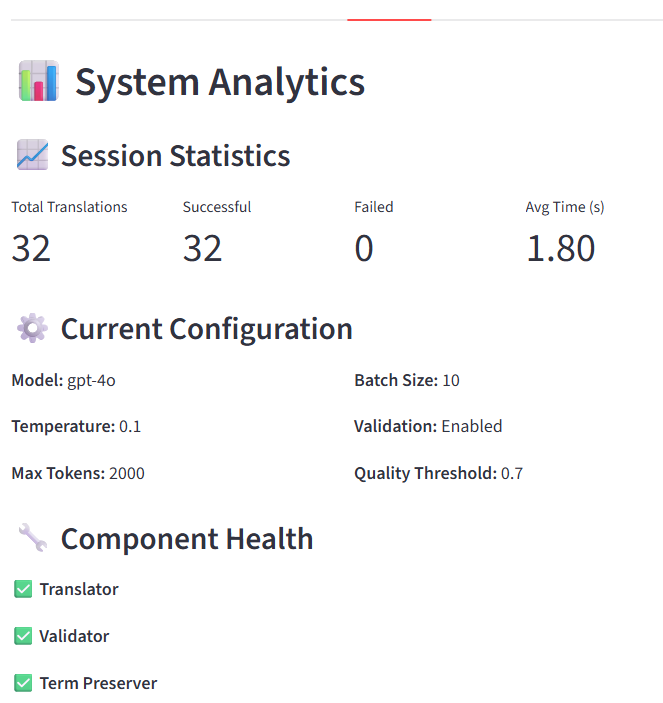 System Analytics
Session Statistics
Total Translations Successful Failed Avg Time (s)
32 32 0 1.80
Current Configuration
Model: gpt-4o Batch Size: 10
Temperature: 0.1 Validation: Enabled
Max Tokens: 2000 Quality Threshold: 0.7
Component Health
Translator
Validator
Term Preserver